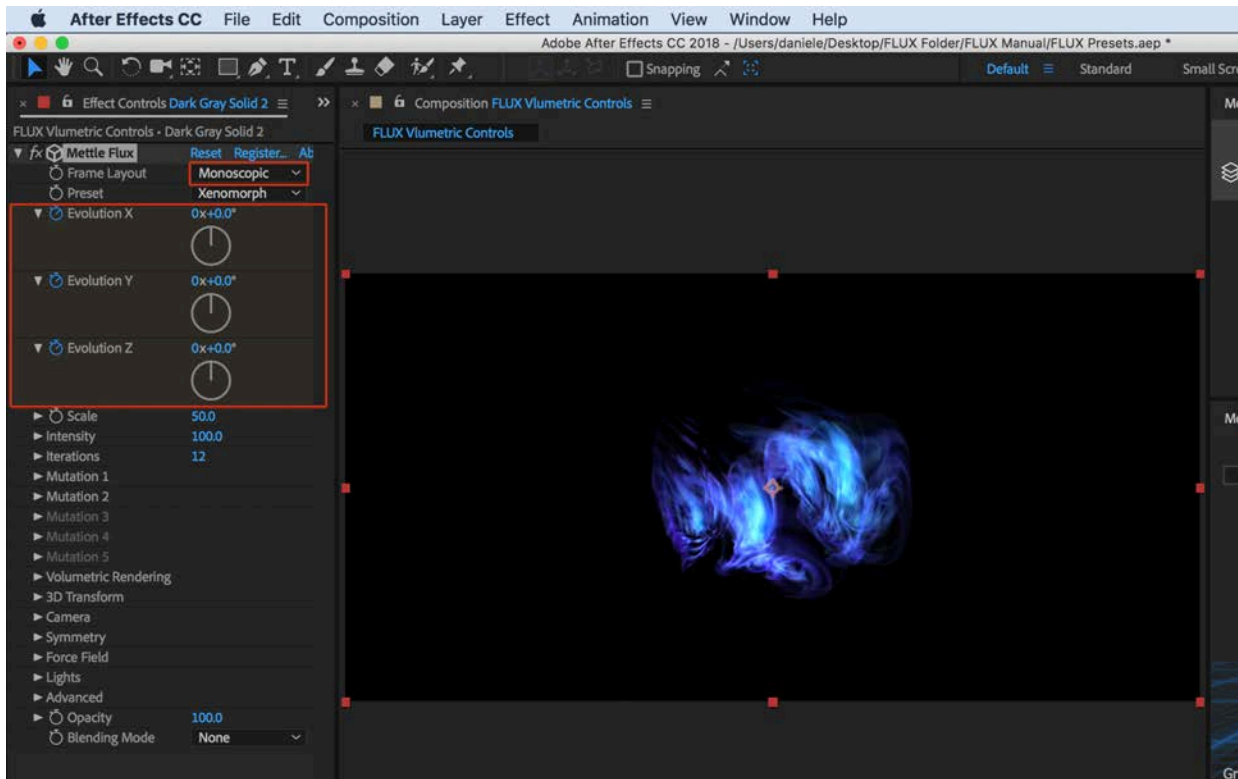 After Effects CC File Edit Composition Layer Effect Animation View Window Help
Adobe After Effects CC 2018 - /Users/daniele/Desktop/FLUX Folder/FLUX Manual/FLUX Presets.aep *
T Snapping Default Standard Small Scr
Effect Controls Dark Gray Solid 2 Composition FLUX Vlumetric Controls
FLUX Vlumetric Controls • Dark Gray Solid 2 FLUX Vlumetric Controls
fx Mettle Flux Reset Register... Ab
Frame Layout Monoscopic
Preset Xenomorph
Evolution X 0x+0.0°
Evolution Y 0x+0.0°
Evolution Z 0x+0.0°
Scale 50.0
Intensity 100.0
Iterations 12
Mutation 1
Mutation 2
Mutation 3
Mutation 4
Mutation 5
Volumetric Rendering
3D Transform
Camera
Symmetry
Force Field
Lights
Advanced
Opacity 100.0
Blending Mode None